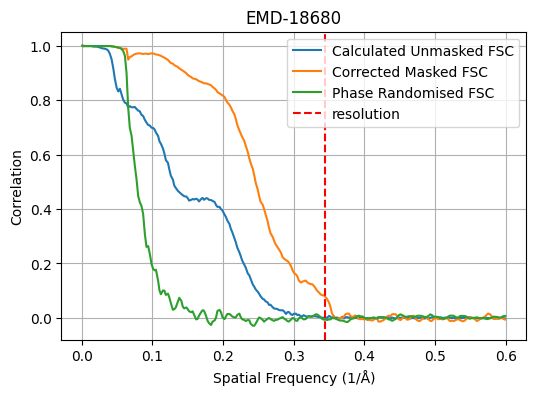 EMD-18680
Calculated Unmasked FSC
Corrected Masked FSC
Phase Randomised FSC
resolution
Correlation
1.0
0.8
0.6
0.4
0.2
0.0
0.0 0.1 0.2 0.3 0.4 0.5 0.6
Spatial Frequency (1/Å)